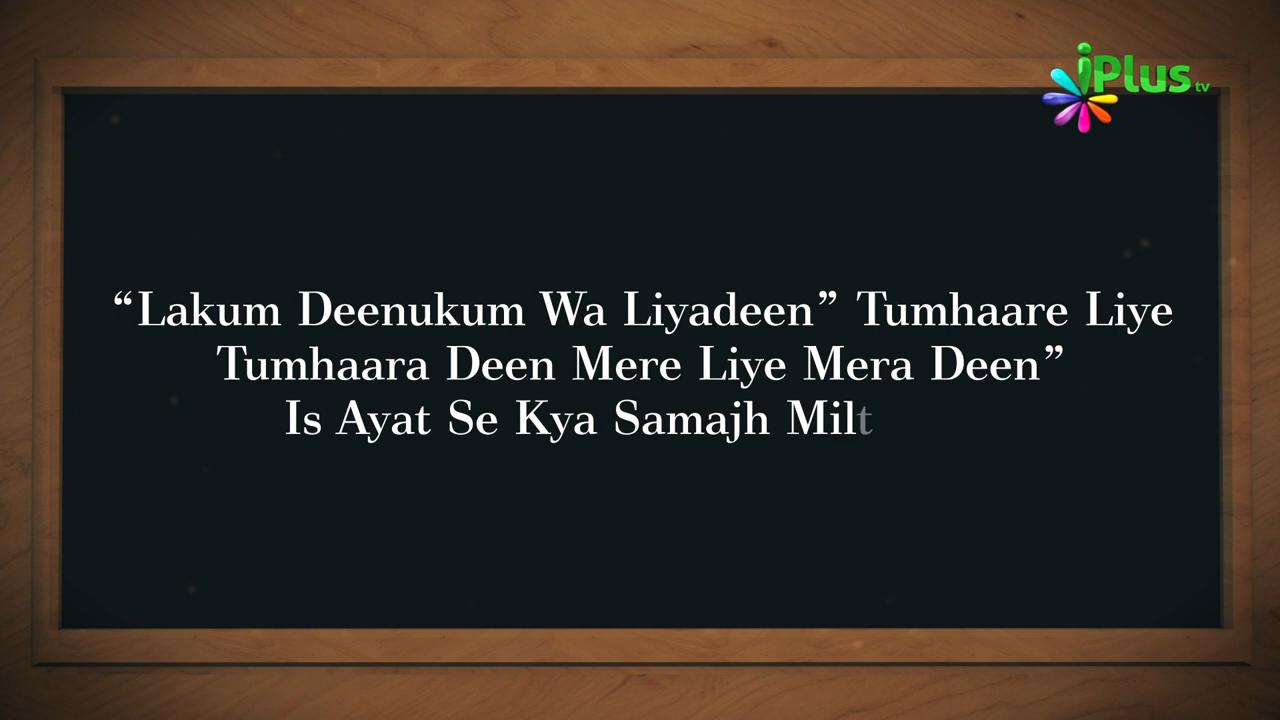 iPlus tv
“Lakum Deenukum Wa Liyadeen” Tumhaare Liye
Tumhaara Deen Mere Liye Mera Deen”
Is Ayat Se Kya Samajh Milt